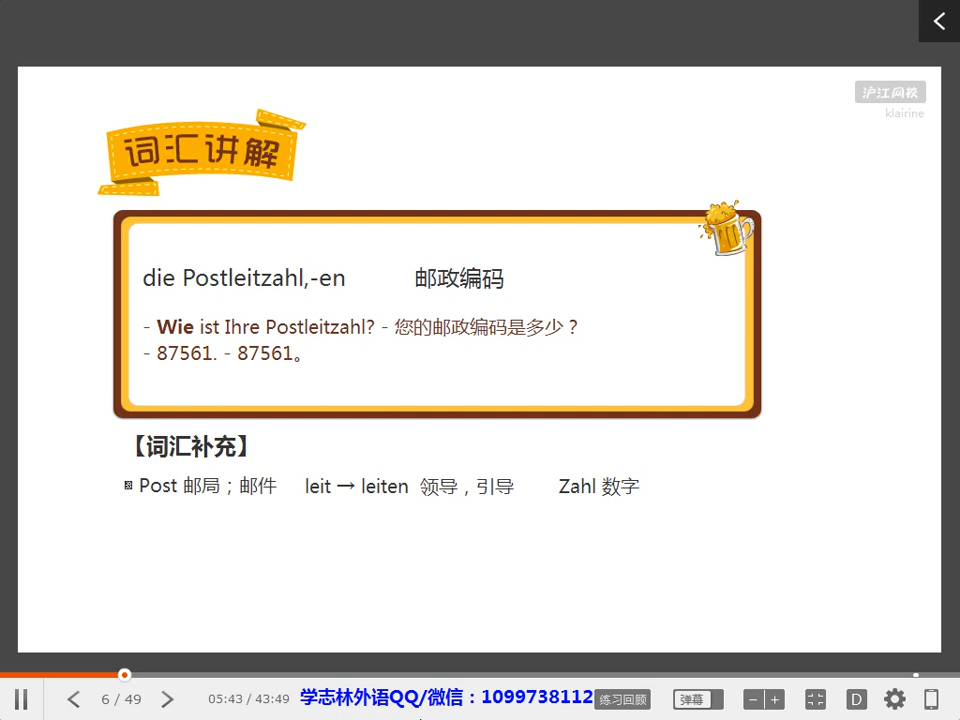 沪江网校
klairine
词汇讲解
die Postleitzahl,-en 邮政编码
- Wie ist Ihre Postleitzahl? - 您的邮政编码是多少？
- 87561. - 87561。
【词汇补充】
Post 邮局；邮件 leit → leiten 领导，引导 Zahl 数字
6 / 49 05:43 / 43:49 学志林外语QQ/微信：1099738112 练习回顾 弹幕 D